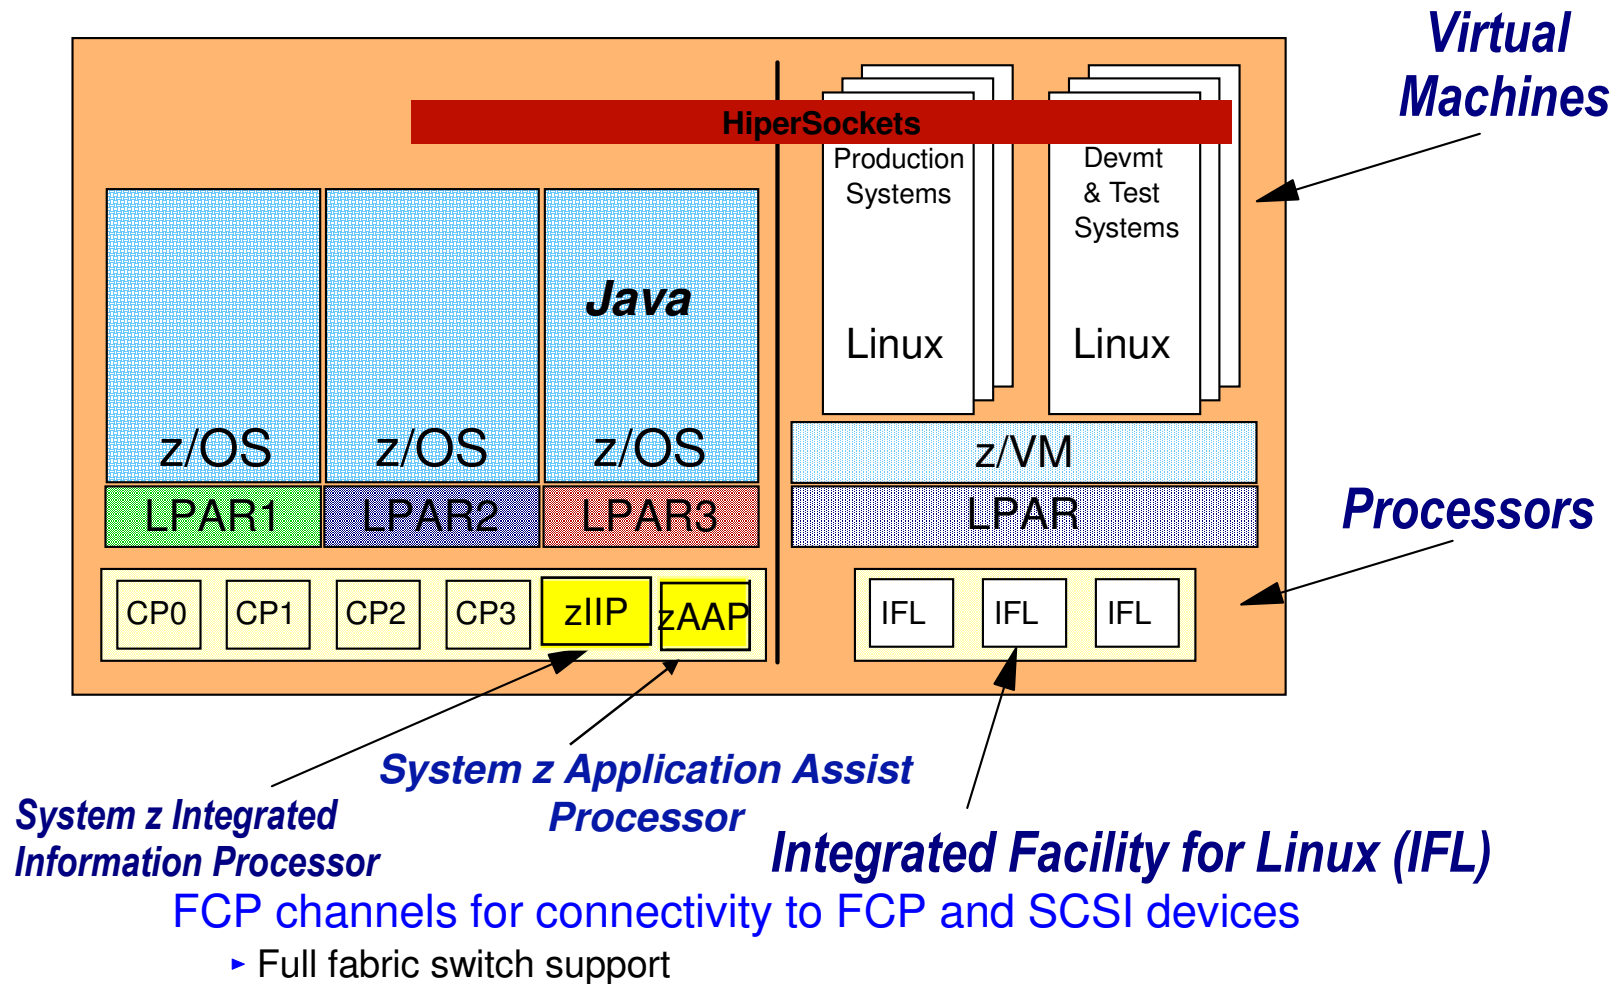 Virtual
Machines
HiperSockets
Production
Systems
Devmt
& Test
Systems
Java
Linux
Linux
z/OS
z/OS
z/OS
z/VM
LPAR1
LPAR2
LPAR3
LPAR
Processors
CP0
CP1
CP2
CP3
zIIP
zAAP
IFL
IFL
IFL
System z Application Assist
Processor
System z Integrated
Information Processor
Integrated Facility for Linux (IFL)
FCP channels for connectivity to FCP and SCSI devices
► Full fabric switch support